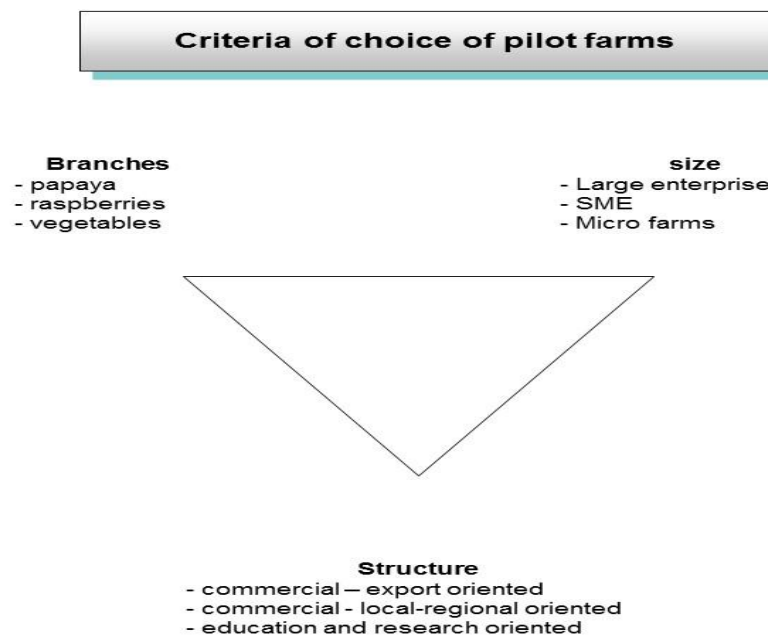 Criteria of choice of pilot farms
Branches
- papaya
- raspberries
- vegetables
size
- Large enterprise
- SME
- Micro farms
Structure
- commercial – export oriented
- commercial - local-regional oriented
- education and research oriented